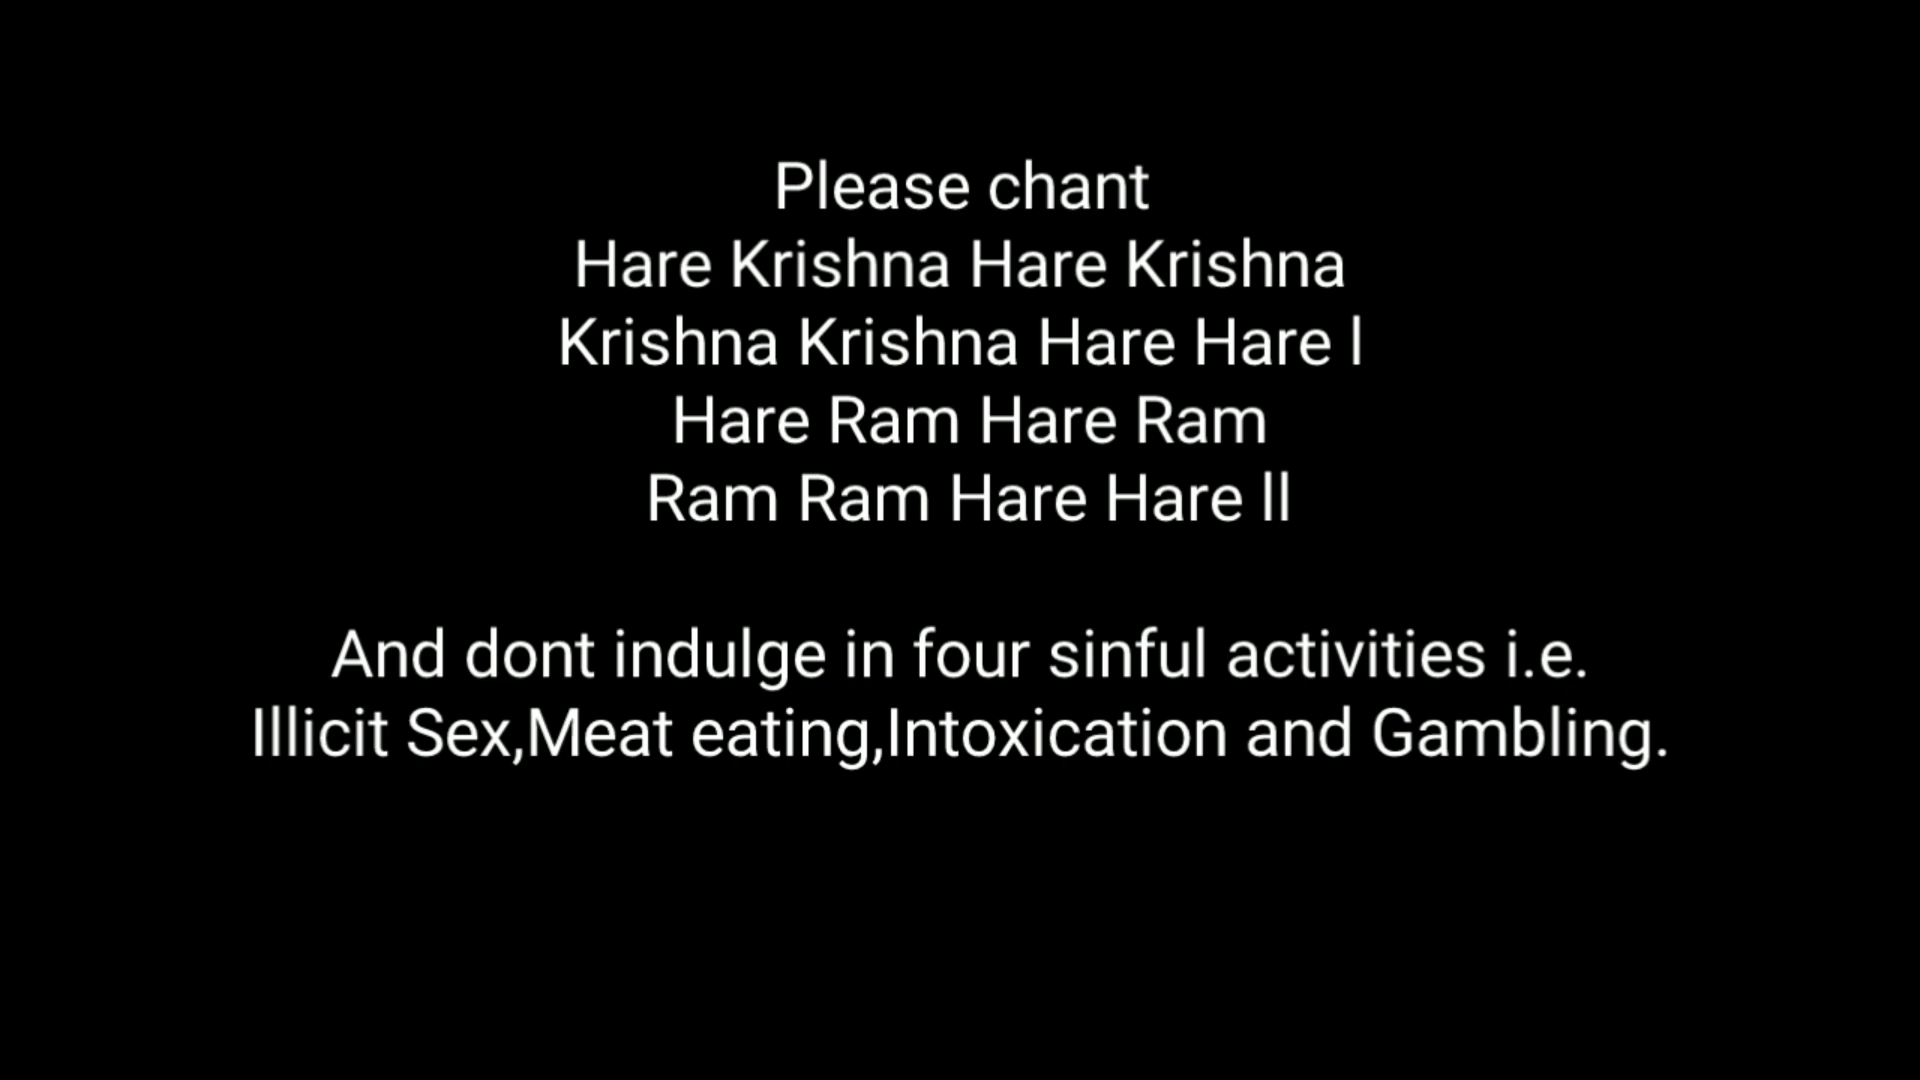 Please chant
Hare Krishna Hare Krishna
Krishna Krishna Hare Hare l
Hare Ram Hare Ram
Ram Ram Hare Hare ll
And dont indulge in four sinful activities i.e.
Illicit Sex,Meat eating,Intoxication and Gambling.